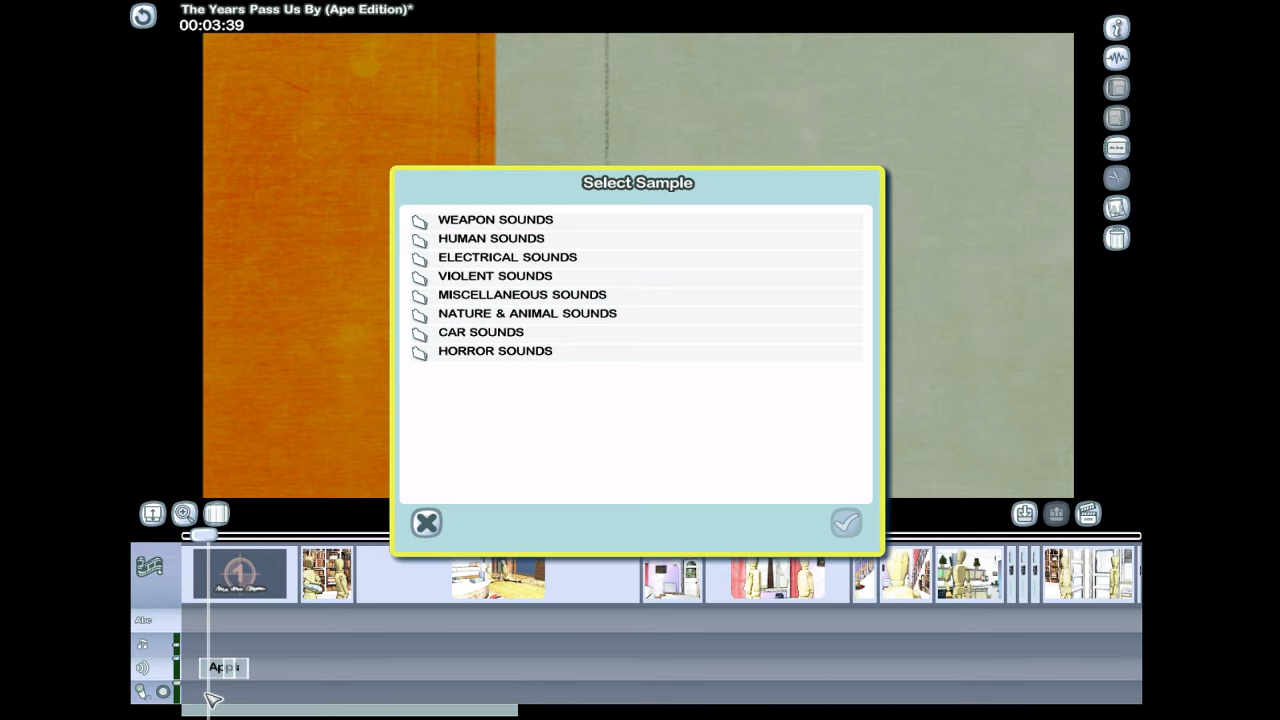 The Years Pass Us By (Ape Edition)*
00:03:39
Select Sample
WEAPON SOUNDS
HUMAN SOUNDS
ELECTRICAL SOUNDS
VIOLENT SOUNDS
MISCELLANEOUS SOUNDS
NATURE & ANIMAL SOUNDS
CAR SOUNDS
HORROR SOUNDS
1
Abc